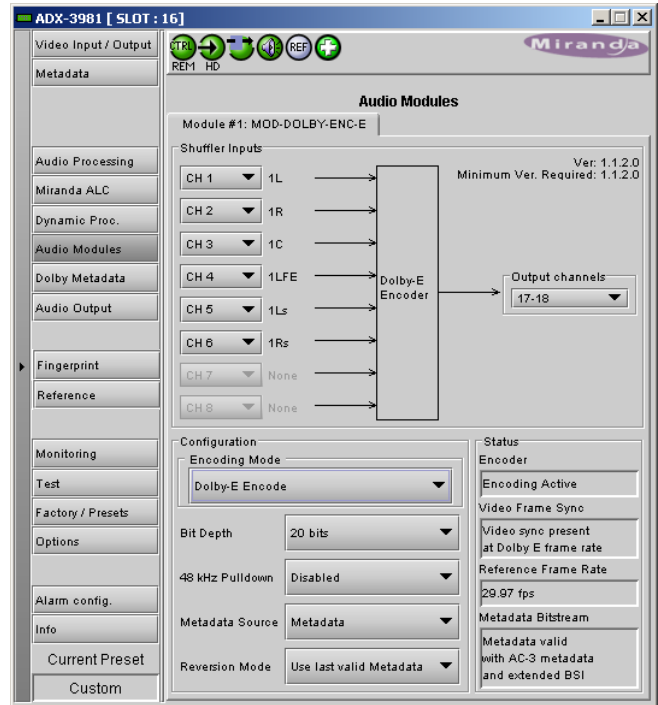 ADX-3981 [ SLOT : 16]
Video Input / Output
Metadata
Audio Processing
Miranda ALC
Dynamic Proc.
Audio Modules
Dolby Metadata
Audio Output
Fingerprint
Reference
Monitoring
Test
Factory / Presets
Options
Alarm config.
Info
Current Preset
Custom
CTRL
REF
REM HD
Miranda
Audio Modules
Module #1: MOD-DOLBY-ENC-E
Shuffler Inputs
Ver: 1.1.2.0
Minimum Ver. Required: 1.1.2.0
CH 1 1L
CH 2 1R
CH 3 1C
CH 4 1LFE
CH 5 1Ls
CH 6 1Rs
CH 7 None
CH 8 None
Dolby-E
Encoder
Output channels
17-18
Configuration
Encoding Mode
Dolby-E Encode
Bit Depth 20 bits
48 kHz Pulldown Disabled
Metadata Source Metadata
Reversion Mode Use last valid Metadata
Status
Encoder
Encoding Active
Video Frame Sync
Video sync present
at Dolby E frame rate
Reference Frame Rate
29.97 fps
Metadata Bitstream
Metadata valid
with AC-3 metadata
and extended BSI